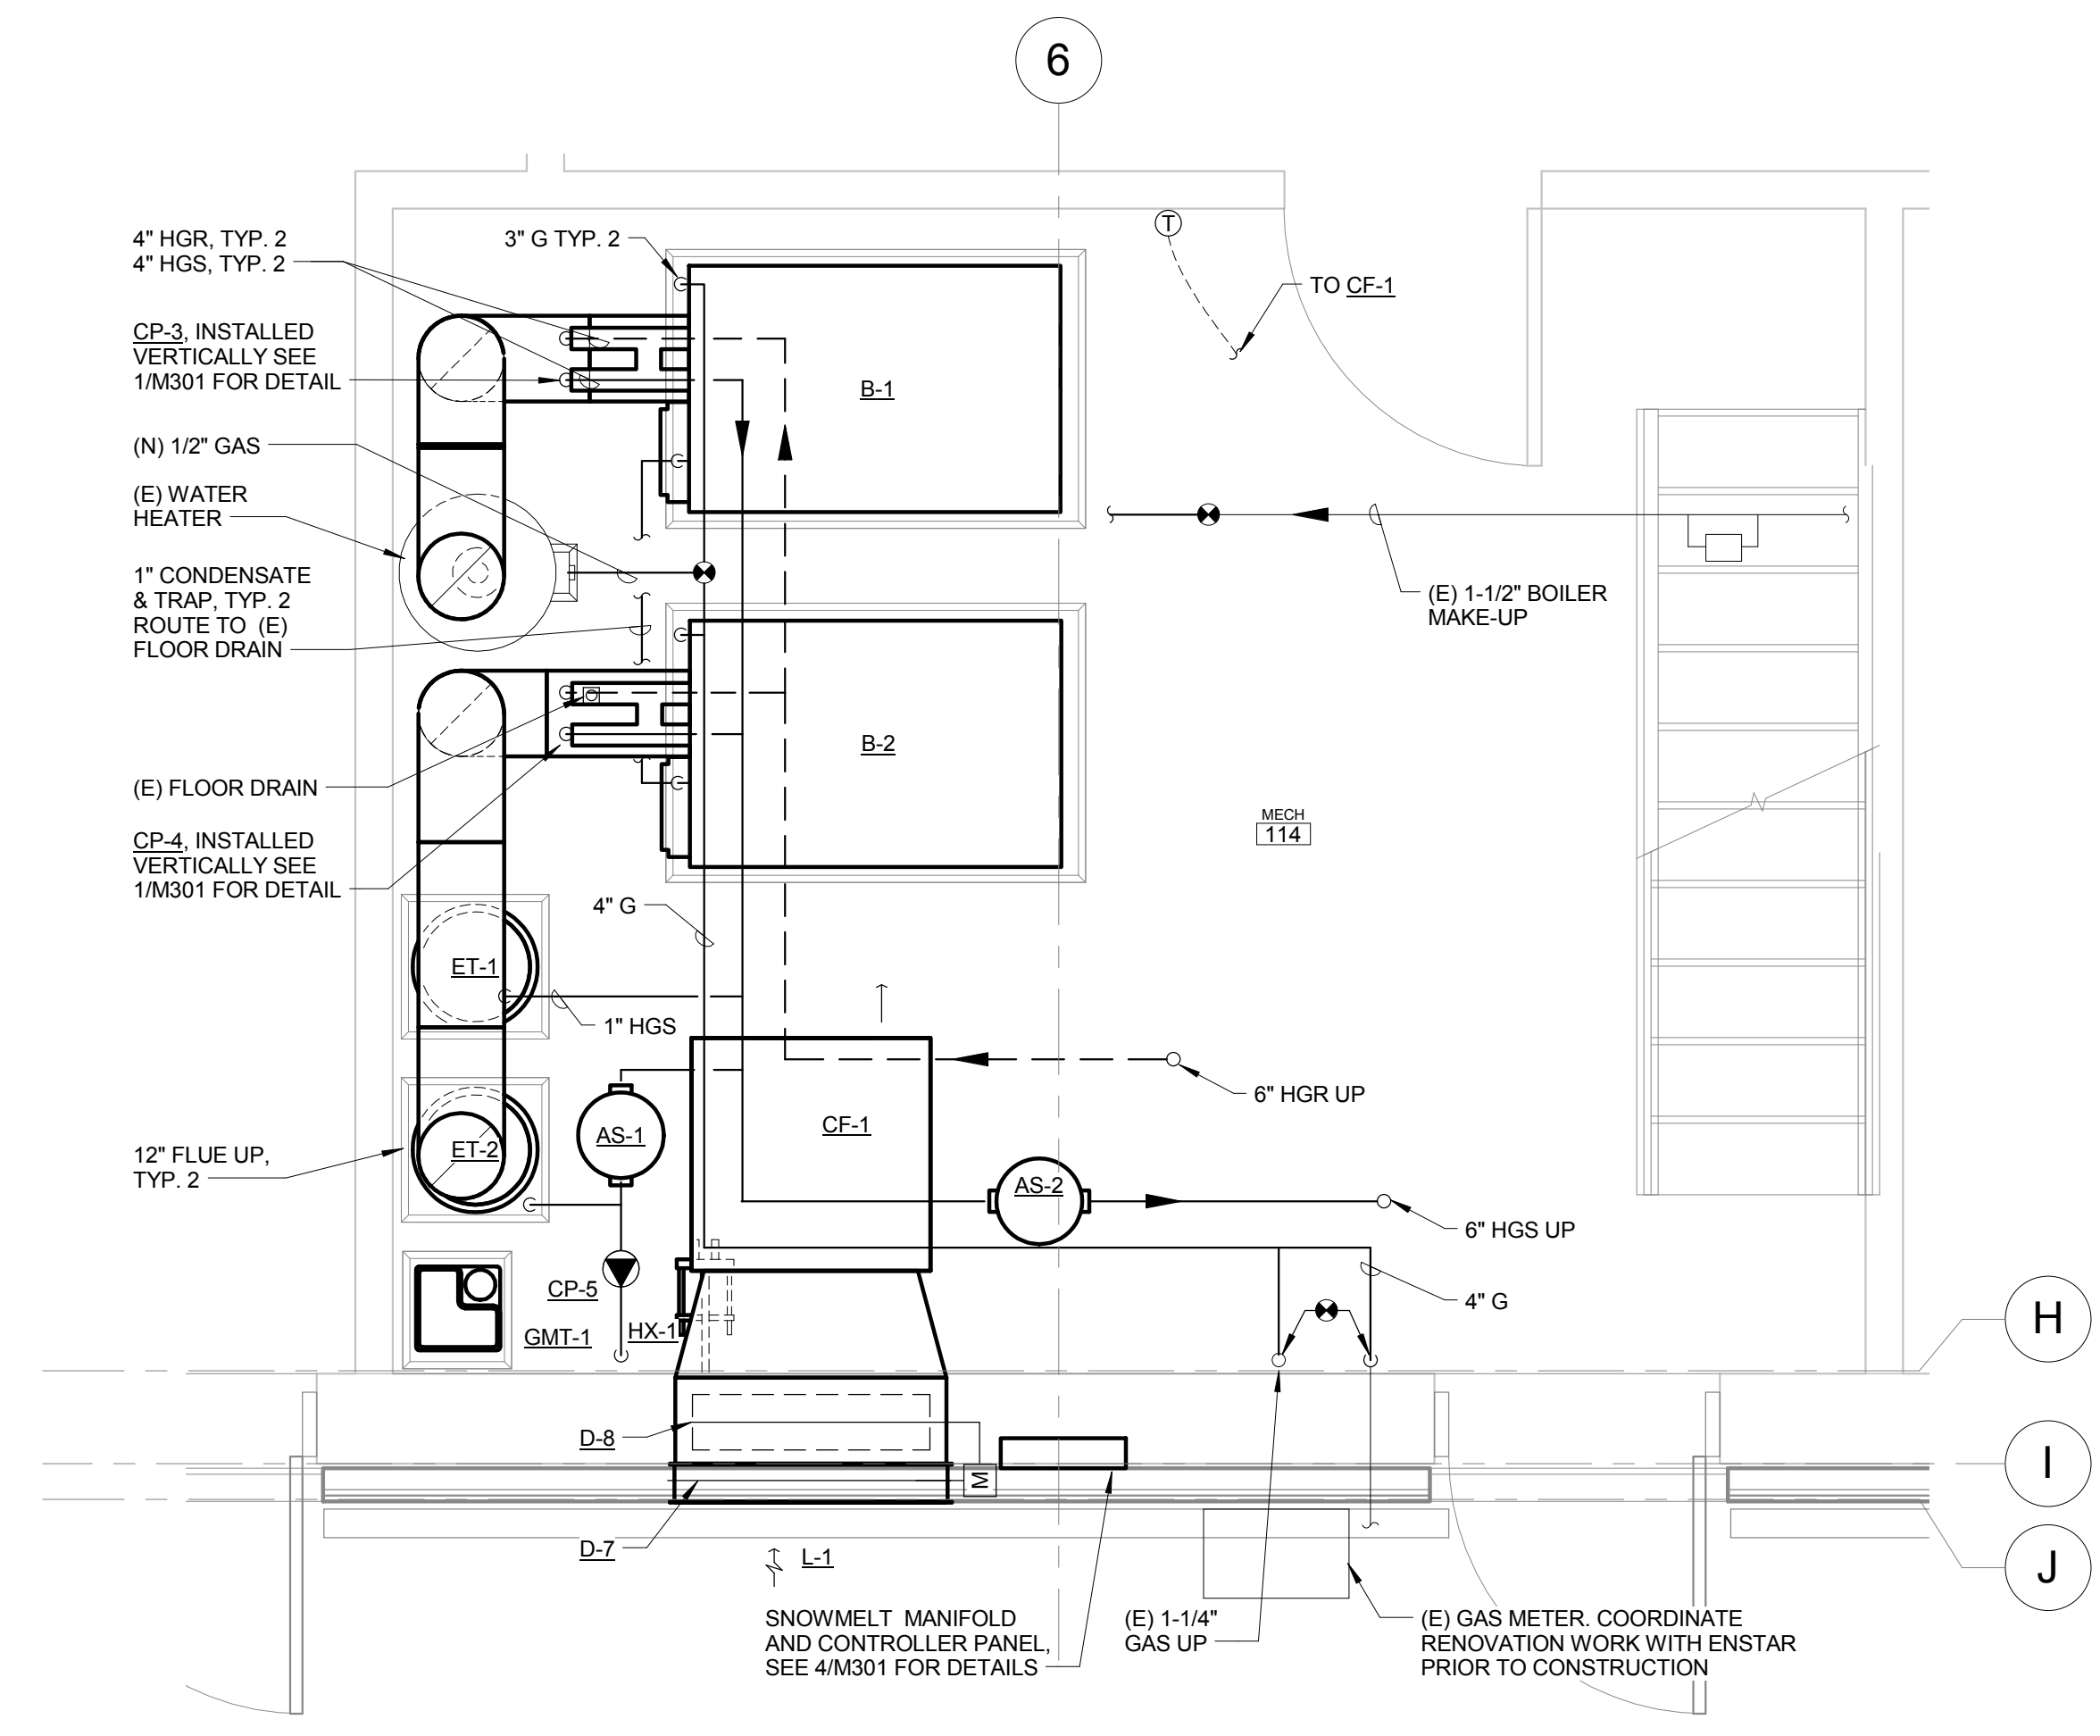 6
4" HGR, TYP. 2
4" HGS, TYP. 2
3" G TYP. 2
T
TO CF-1
CP-3, INSTALLED
VERTICALLY SEE
1/M301 FOR DETAIL
B-1
(N) 1/2" GAS
(E) WATER
HEATER
1" CONDENSATE
& TRAP, TYP. 2
ROUTE TO (E)
FLOOR DRAIN
(E) 1-1/2" BOILER
MAKE-UP
B-2
(E) FLOOR DRAIN
MECH
114
CP-4, INSTALLED
VERTICALLY SEE
1/M301 FOR DETAIL
4" G
ET-1
1" HGS
6" HGR UP
CF-1
AS-1
ET-2
12" FLUE UP,
TYP. 2
AS-2
6" HGS UP
CP-5
4" G
GMT-1
HX-1
H
D-8
M
I
D-7
L-1
J
SNOWMELT MANIFOLD
AND CONTROLLER PANEL,
SEE 4/M301 FOR DETAILS
(E) 1-1/4"
GAS UP
(E) GAS METER. COORDINATE
RENOVATION WORK WITH ENSTAR
PRIOR TO CONSTRUCTION